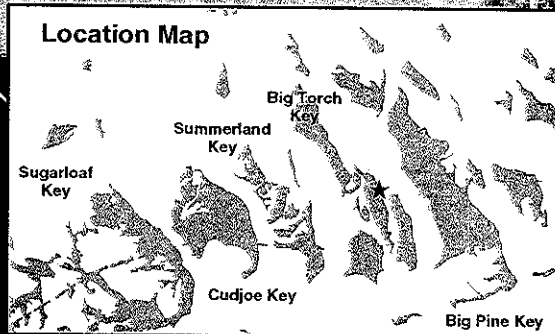 Location Map
Big Torch
Key
Summerland
Key
Sugarloaf
Key
Cudjoe Key
Big Pine Key